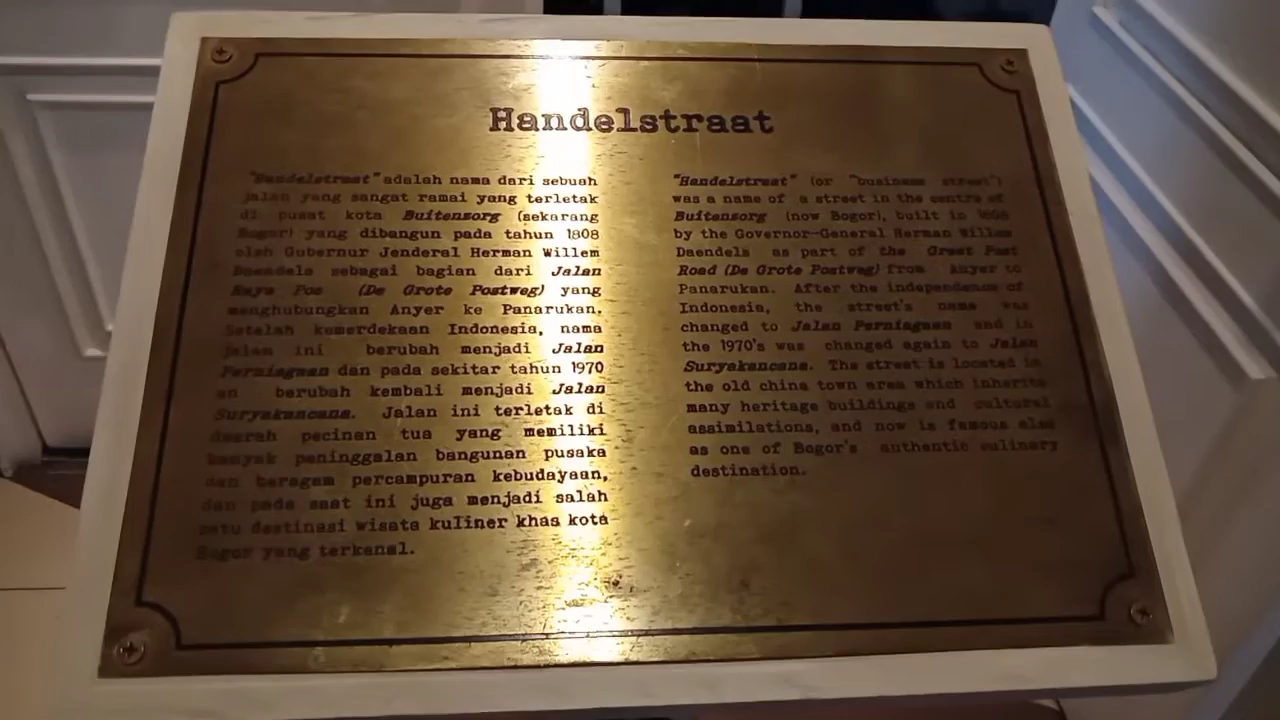 Handelstraat
"Handelstraat" adalah nama dari sebuah
jalan yang sangat ramai yang terletak
di pusat kota Buitenzorg (sekarang
Bogor) yang dibangun pada tahun 1808
oleh Gubernur Jenderal Herman Willem
Daendels sebagai bagian dari Jalan
Raya Pos (De Grote Postweg) yang
menghubungkan Anyer ke Panarukan.
Setelah kemerdekaan Indonesia, nama
jalan ini berubah menjadi Jalan
Perniagaan dan pada sekitar tahun 1970
an berubah kembali menjadi Jalan
Suryakancana. Jalan ini terletak di
daerah pecinan tua yang memiliki
banyak peninggalan bangunan pusaka
dan beragam percampuran kebudayaan,
dan pada saat ini juga menjadi salah
satu destinasi wisata kuliner khas kota
Bogor yang terkenal.
"Handelstraat" (or "business street")
was a name of a street in the centre of
Buitenzorg (now Bogor), built in 1808
by the Governor-General Herman Willem
Daendels as part of the Great Post
Road (De Grote Postweg) from Anyer to
Panarukan. After the independence of
Indonesia, the street's name was
changed to Jalan Perniagaan and in
the 1970's was changed again to Jalan
Suryakancana. The street is located in
the old china town area which inherits
many heritage buildings and cultural
assimilations, and now is famous also
as one of Bogor's authentic culinary
destination.